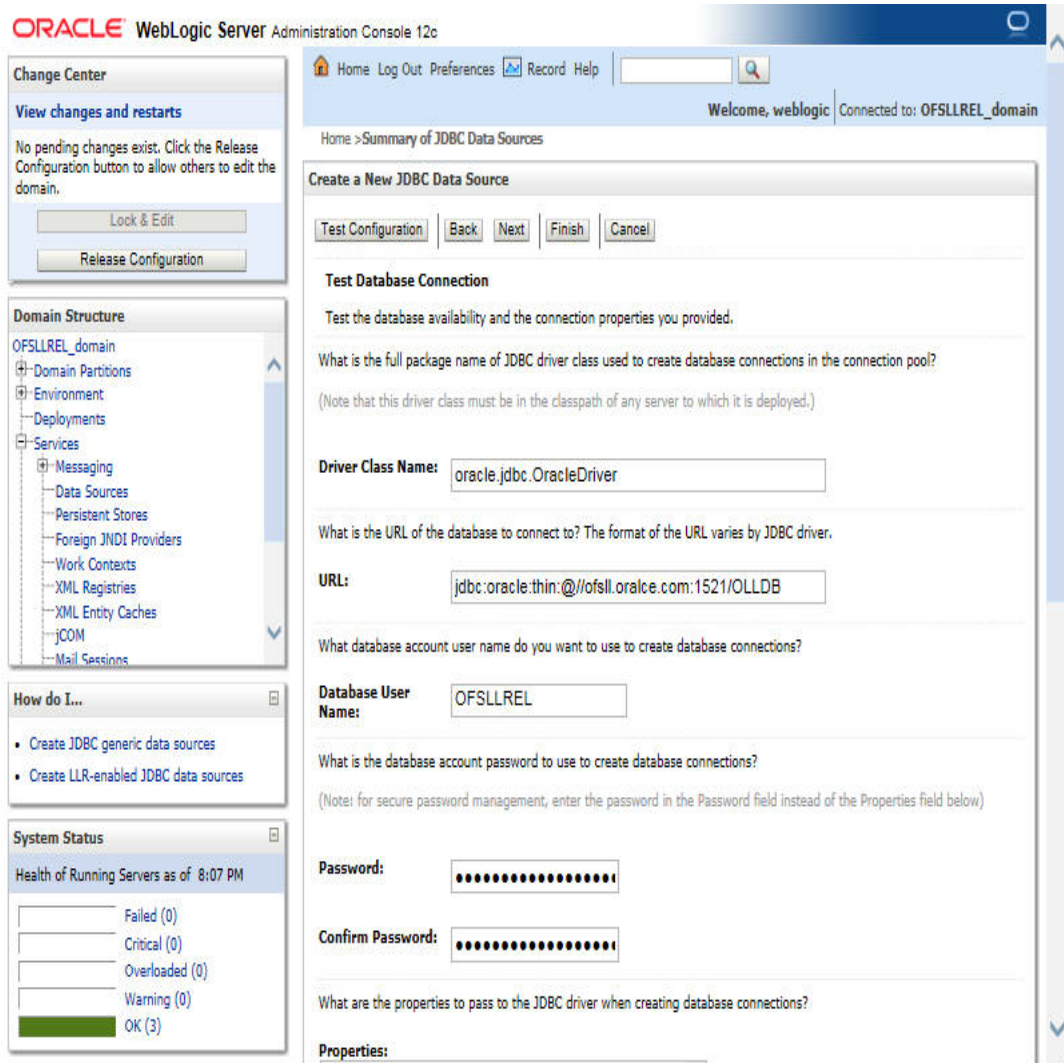 ORACLE WebLogic Server Administration Console 12c
Change Center
View changes and restarts
No pending changes exist. Click the Release
Configuration button to allow others to edit the
domain.
Lock & Edit
Release Configuration
Domain Structure
OFSLLREL_domain
Domain Partitions
Environment
Deployments
Services
Messaging
Data Sources
Persistent Stores
Foreign JNDI Providers
Work Contexts
XML Registries
XML Entity Caches
jCOM
Mail Sessions
How do I...
Create JDBC generic data sources
Create LLR-enabled JDBC data sources
System Status
Health of Running Servers as of 8:07 PM
Failed (0)
Critical (0)
Overloaded (0)
Warning (0)
OK (3)
Home Log Out Preferences Record Help
Welcome, weblogic Connected to: OFSLLREL_domain
Home >Summary of JDBC Data Sources
Create a New JDBC Data Source
Test Configuration Back Next Finish Cancel
Test Database Connection
Test the database availability and the connection properties you provided.
What is the full package name of JDBC driver class used to create database connections in the connection pool?
(Note that this driver class must be in the classpath of any server to which it is deployed.)
Driver Class Name: oracle.jdbc.OracleDriver
What is the URL of the database to connect to? The format of the URL varies by JDBC driver.
URL: jdbc:oracle:thin:@//ofsll.oralce.com:1521/OLLDB
What database account user name do you want to use to create database connections?
Database User
Name: OFSLLREL
What is the database account password to use to create database connections?
(Note: for secure password management, enter the password in the Password field instead of the Properties field below)
Password:
Confirm Password:
What are the properties to pass to the JDBC driver when creating database connections?
Properties: